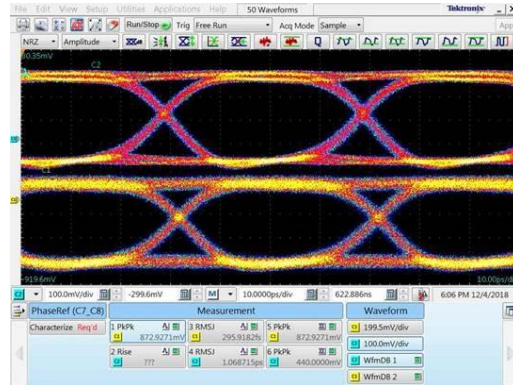 File Edit View Setup Utilities Applications Help 50 Waveforms Tektronix
Run/Stop Trig Free Run Acq Mode Sample App
NRZ Amplitude
C2
C1
-919.6mV 10.00ps/di
100.0mV/div -299.6mV M 10.0000ps/div 622.886ns 6:06 PM 12/4/2018
PhaseRef (C7_C8) Measurement Waveform
Characterize Req'd
1 PkPk 3 RMSJ 5 PkPk 199.5mV/div
872.9271mV 295.9182fs 872.9271mV
100.0mV/div
2 Rise 4 RMSJ 6 PkPk WfmDB 1
??? 1.068715ps 440.0000mV
WfmDB 2